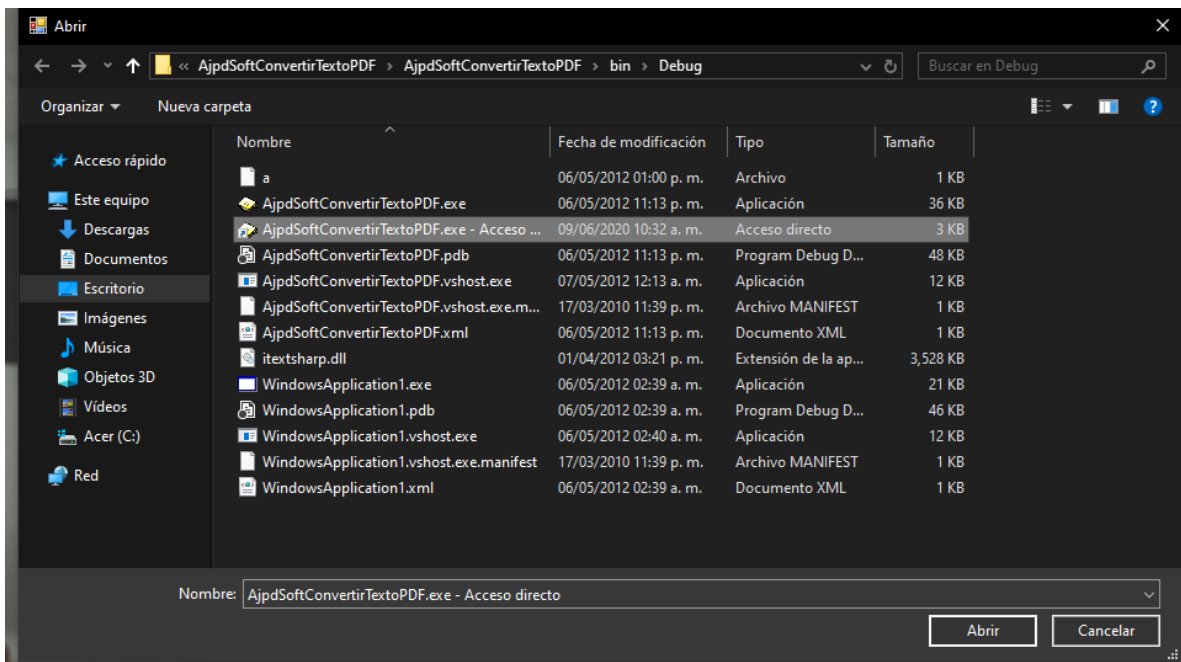 Abrir
« AjpdSoftConvertirTextoPDF > AjpdSoftConvertirTextoPDF > bin > Debug Buscar en Debug
Organizar Nueva carpeta
Nombre Fecha de modificación Tipo Tamaño
Acceso rápido
Este equipo
Descargas
Documentos
Escritorio
Imágenes
Música
Objetos 3D
Vídeos
Acer (C:)
Red
a 06/05/2012 01:00 p. m. Archivo 1 KB
AjpdSoftConvertirTextoPDF.exe 06/05/2012 11:13 p. m. Aplicación 36 KB
AjpdSoftConvertirTextoPDF.exe - Acceso ... 09/06/2020 10:32 a. m. Acceso directo 3 KB
AjpdSoftConvertirTextoPDF.pdb 06/05/2012 11:13 p. m. Program Debug D... 48 KB
AjpdSoftConvertirTextoPDF.vshost.exe 07/05/2012 12:13 a. m. Aplicación 12 KB
AjpdSoftConvertirTextoPDF.vshost.exe.m... 17/03/2010 11:39 p. m. Archivo MANIFEST 1 KB
AjpdSoftConvertirTextoPDF.xml 06/05/2012 11:13 p. m. Documento XML 1 KB
itextsharp.dll 01/04/2012 03:21 p. m. Extensión de la ap... 3,528 KB
WindowsApplication1.exe 06/05/2012 02:39 a. m. Aplicación 21 KB
WindowsApplication1.pdb 06/05/2012 02:39 a. m. Program Debug D... 46 KB
WindowsApplication1.vshost.exe 06/05/2012 02:40 a. m. Aplicación 12 KB
WindowsApplication1.vshost.exe.manifest 17/03/2010 11:39 p. m. Archivo MANIFEST 1 KB
WindowsApplication1.xml 06/05/2012 02:39 a. m. Documento XML 1 KB
Nombre: AjpdSoftConvertirTextoPDF.exe - Acceso directo
Abrir Cancelar